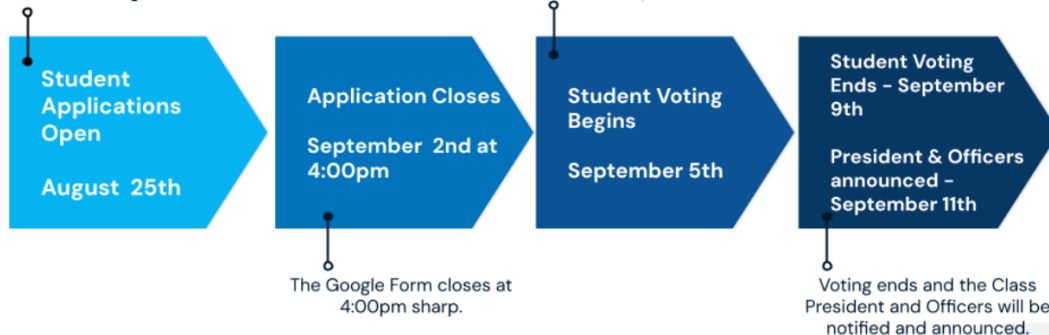 Student
Applications
Open
August 25th
Application Closes
September 2nd at
4:00pm
The Google Form closes at
4:00pm sharp.
Student Voting
Begins
September 5th
Student Voting
Ends - September
9th
President & Officers
announced -
September 11th
Voting ends and the Class
President and Officers will be
notified and announced.